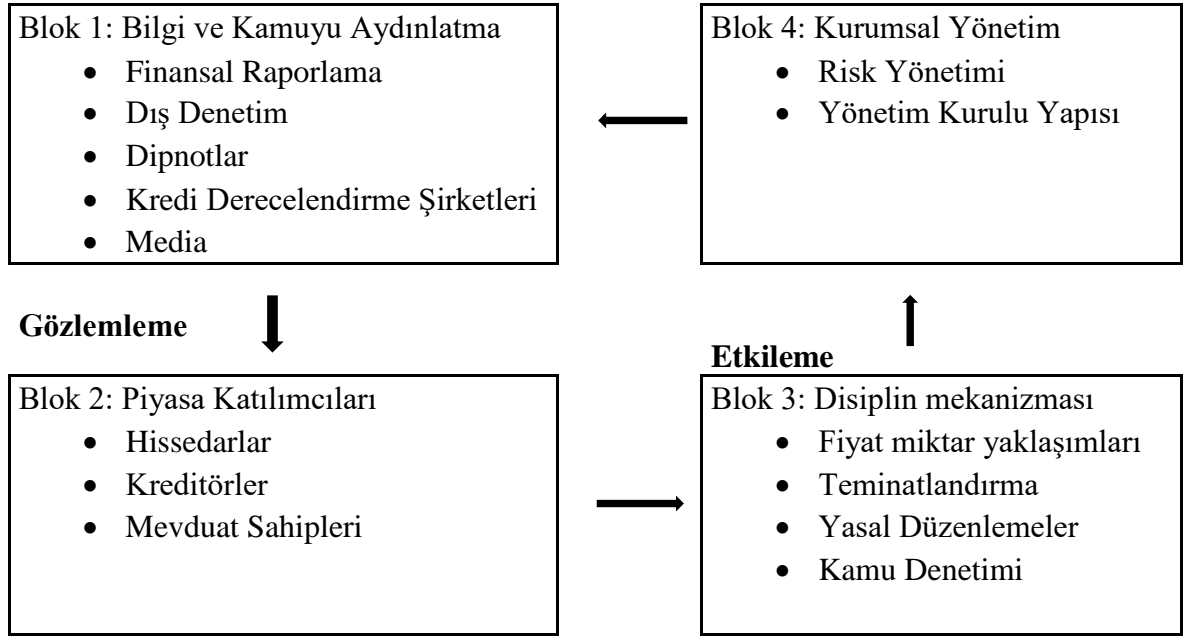 Blok 1: Bilgi ve Kamuyu Aydınlatma
• Finansal Raporlama
• Dış Denetim
• Dipnotlar
• Kredi Derecelendirme Şirketleri
• Media
Blok 4: Kurumsal Yönetim
• Risk Yönetimi
• Yönetim Kurulu Yapısı
Gözlemleme
Etkileme
Blok 2: Piyasa Katılımcıları
• Hissedarlar
• Kreditörler
• Mevduat Sahipleri
Blok 3: Disiplin mekanizması
• Fiyat miktar yaklaşımları
• Teminatlandırma
• Yasal Düzenlemeler
• Kamu Denetimi